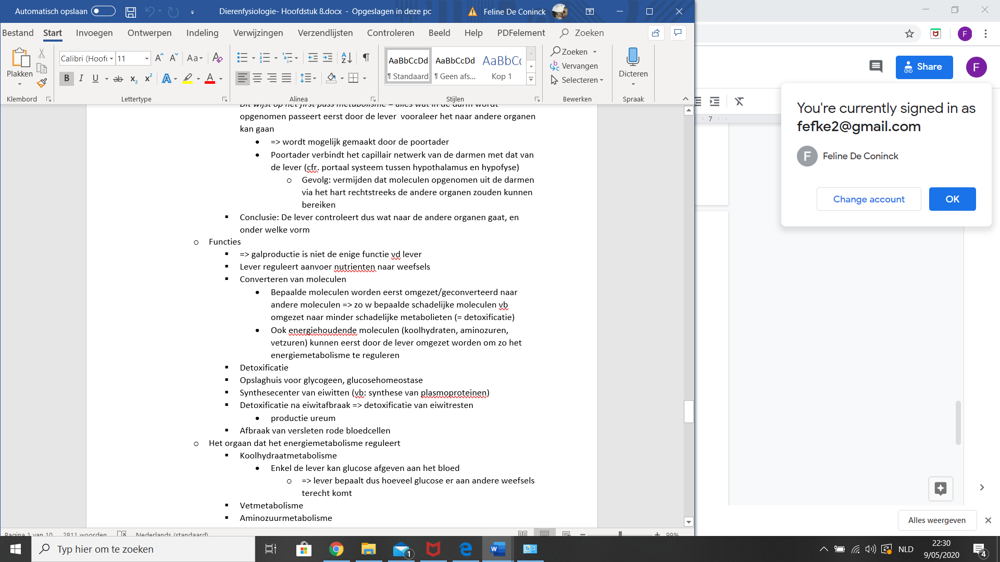 Automatisch opslaan
Dierenfysiologie- Hoofdstuk 8.docx - Opgeslagen in deze pc
Feline De Coninck
Bestand Start Invoegen Ontwerpen Indeling Verwijzingen Verzendlijsten Controleren Beeld Help PDFelement Zoeken
Plakken
Klembord
Calibri (Hoof
11
Lettertype
Alinea
AaBbCcDd AaBbCcDd AaBbCc
¶ Standaard ¶ Geen afs... Kop 1
Stijlen
Zoeken
Vervangen
Selecteren
Bewerken
Dicteren
Spraak
Dit wijst op het first pass metabolisme = alles wat in de darm wordt
opgenomen passeert eerst door de lever vooraleer het naar andere organen
kan gaan
• => wordt mogelijk gemaakt door de poortader
• Poortader verbindt het capillair netwerk van de darmen met dat van
de lever (cfr. portaal systeem tussen hypothalamus en hypofyse)
o Gevolg: vermijden dat moleculen opgenomen uit de darmen
via het hart rechtstreeks de andere organen zouden kunnen
bereiken
▪ Conclusie: De lever controleert dus wat naar de andere organen gaat, en
onder welke vorm
o Functies
▪ => galproductie is niet de enige functie vd lever
▪ Lever reguleert aanvoer nutrienten naar weefsels
▪ Converteren van moleculen
• Bepaalde moleculen worden eerst omgezet/geconverteerd naar
andere moleculen => zo w bepaalde schadelijke moleculen vb
omgezet naar minder schadelijke metabolieten (= detoxificatie)
• Ook energiehoudende moleculen (koolhydraten, aminozuren,
vetzuren) kunnen eerst door de lever omgezet worden om zo het
energiemetabolisme te reguleren
▪ Detoxificatie
▪ Opslaghuis voor glycogeen, glucosehomeostase
▪ Synthesecenter van eiwitten (vb: synthese van plasmoproteinen)
▪ Detoxificatie na eiwitafbraak => detoxificatie van eiwitresten
• productie ureum
▪ Afbraak van versleten rode bloedcellen
o Het orgaan dat het energiemetabolisme reguleert
▪ Koolhydraatmetabolisme
• Enkel de lever kan glucose afgeven aan het bloed
o => lever bepaalt dus hoeveel glucose er aan andere weefsels
terecht komt
▪ Vetmetabolisme
▪ Aminozuurmetabolisme
Pagina 1 van 10 2811 woorden Nederlands (standaard) 99%
F
Share
F
7
You're currently signed in as
fefke2@gmail.com
F Feline De Coninck
Change account
OK
Alles weergeven
Typ hier om te zoeken
1
NLD
22:30
9/05/2020
4